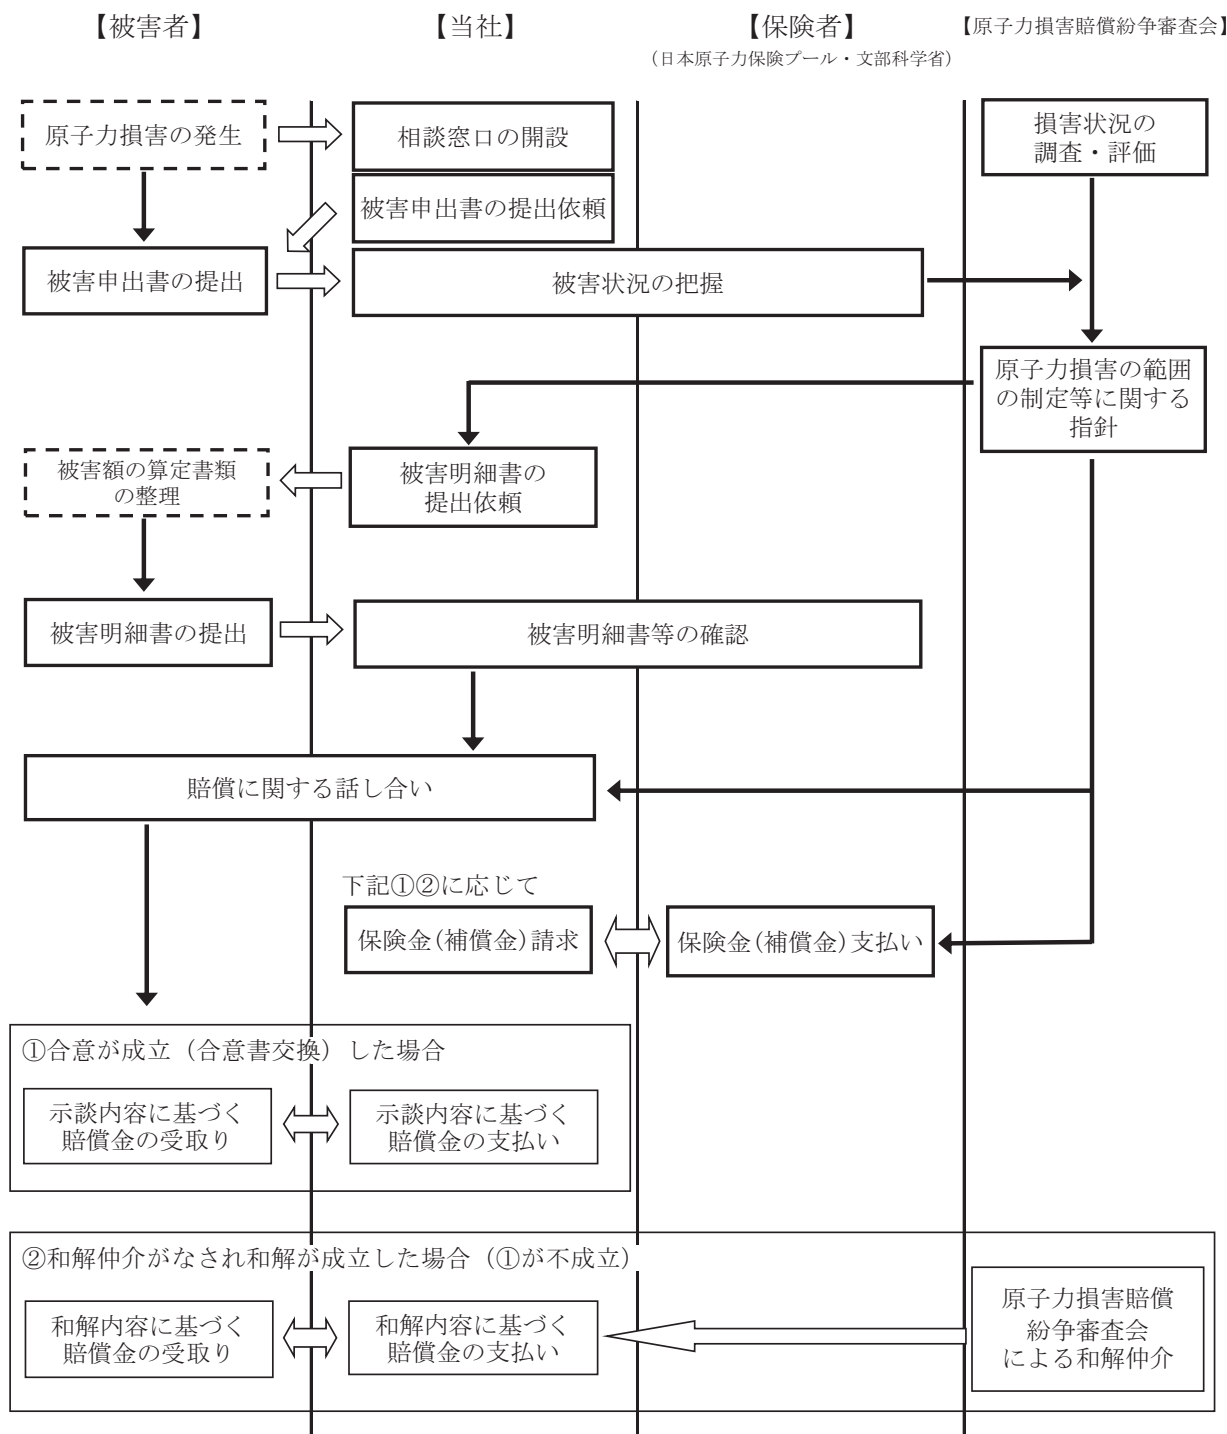 【被害者】
【当社】
【保険者】
(日本原子力保険プール・文部科学省)
【原子力損害賠償紛争審査会】
原子力損害の発生
相談窓口の開設
損害状況の
調査・評価
被害申出書の提出依頼
被害申出書の提出
被害状況の把握
原子力損害の範囲
の制定等に関する
指針
被害額の算定書類
の整理
被害明細書の
提出依頼
被害明細書の提出
被害明細書等の確認
賠償に関する話し合い
下記①②に応じて
保険金(補償金)請求
保険金(補償金)支払い
①合意が成立（合意書交換）した場合
示談内容に基づく
賠償金の受取り
示談内容に基づく
賠償金の支払い
②和解仲介がなされ和解が成立した場合（①が不成立）
和解内容に基づく
賠償金の受取り
和解内容に基づく
賠償金の支払い
原子力損害賠償
紛争審査会
による和解仲介